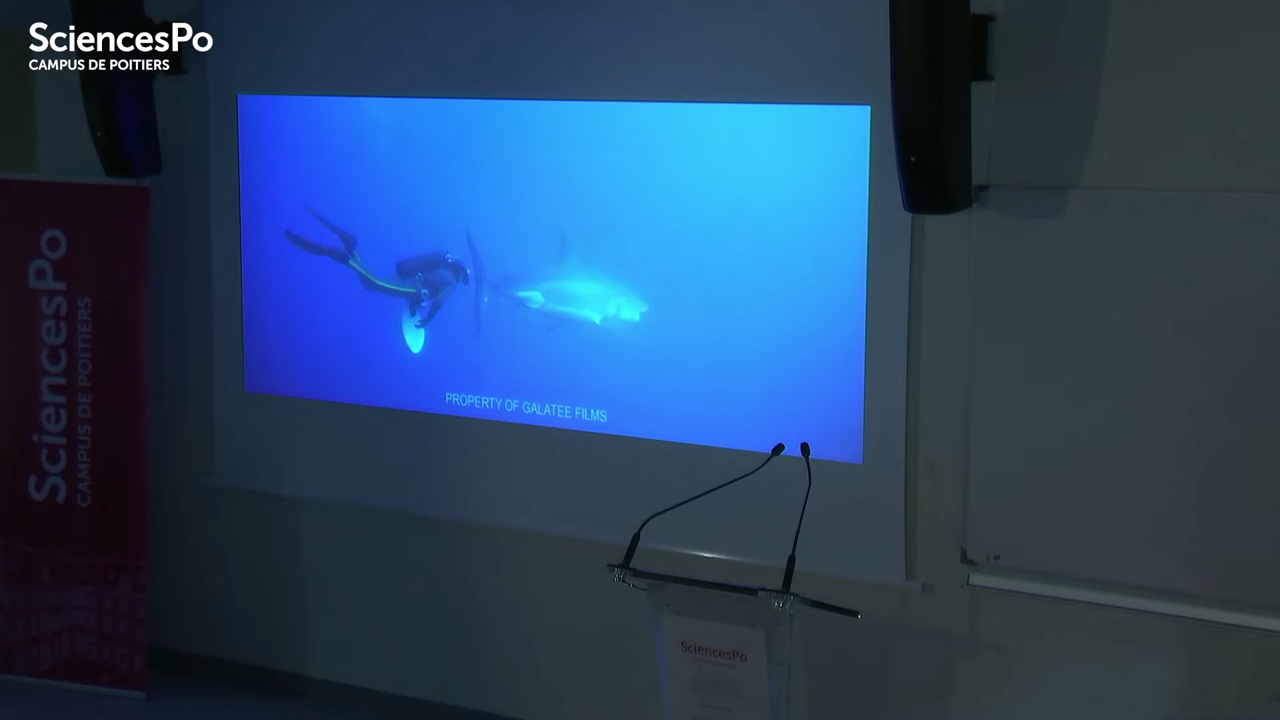 SciencesPo
CAMPUS DE POITIERS
SciencesPo
CAMPUS DE POITIERS
PROPERTY OF GALATEE FILMS
SciencesPo